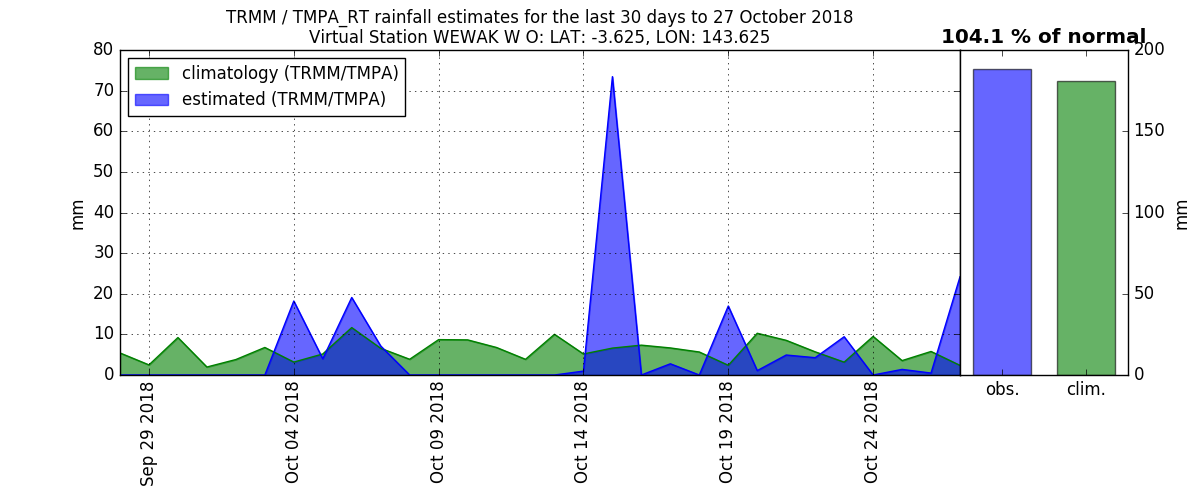 TRMM / TMPA_RT rainfall estimates for the last 30 days to 27 October 2018
Virtual Station WEWAK W O: LAT: -3.625, LON: 143.625
104.1 % of normal
climatology (TRMM/TMPA)
estimated (TRMM/TMPA)
80
70
60
50
40
30
20
10
0
mm
Sep 29 2018
Oct 04 2018
Oct 09 2018
Oct 14 2018
Oct 19 2018
Oct 24 2018
obs.
clim.
200
150
100
50
0
mm